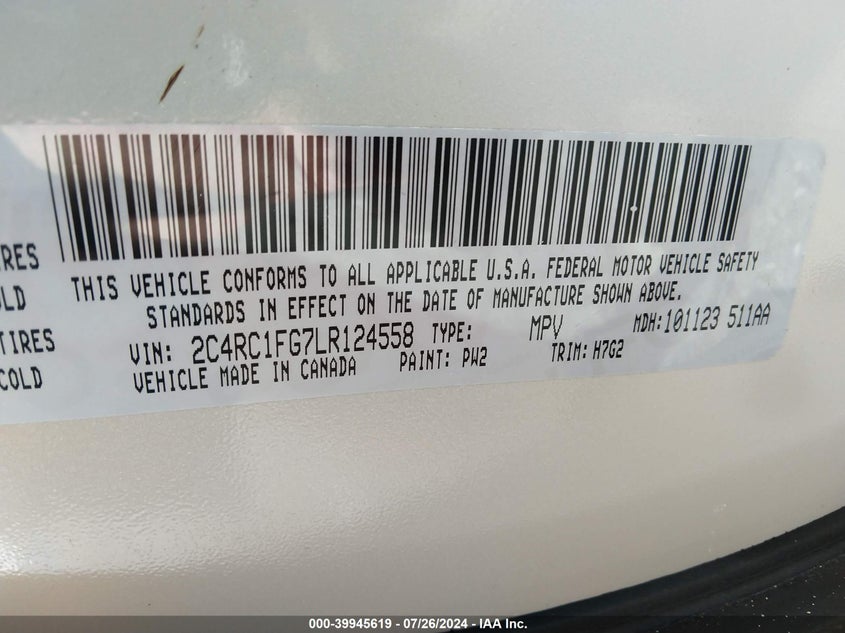 THIS VEHICLE CONFORMS TO ALL APPLICABLE U.S.A. FEDERAL MOTOR VEHICLE SAFETY
STANDARDS IN EFFECT ON THE DATE OF MANUFACTURE SHOWN ABOVE.
VIN: 2C4RC1FG7LR124558 TYPE: MPV MDH:101123 511AA
VEHICLE MADE IN CANADA PAINT: PW2 TRIM: H7G2
IRES
OLD
TIRES
COLD
000-39945619 - 07/26/2024 - IAA Inc.